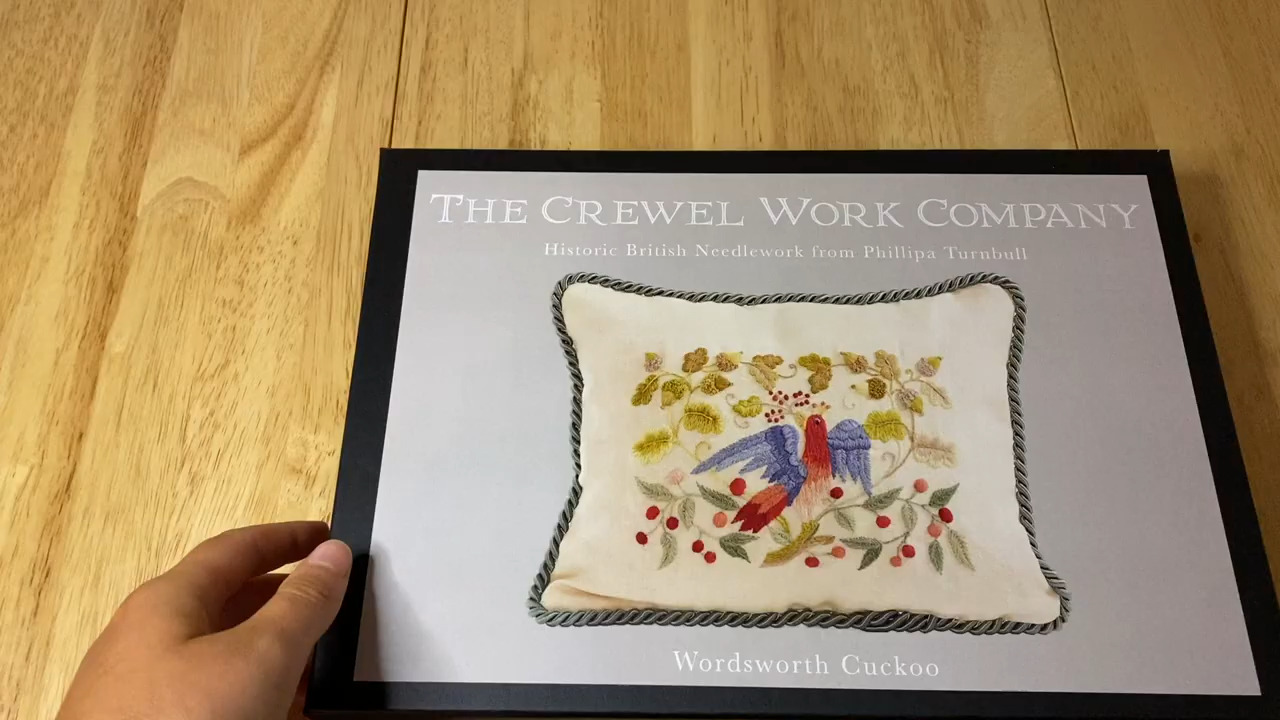 The Crewel Work Company
Historic British Needlework from Phillipa Turnbull
Wordsworth Cuckoo